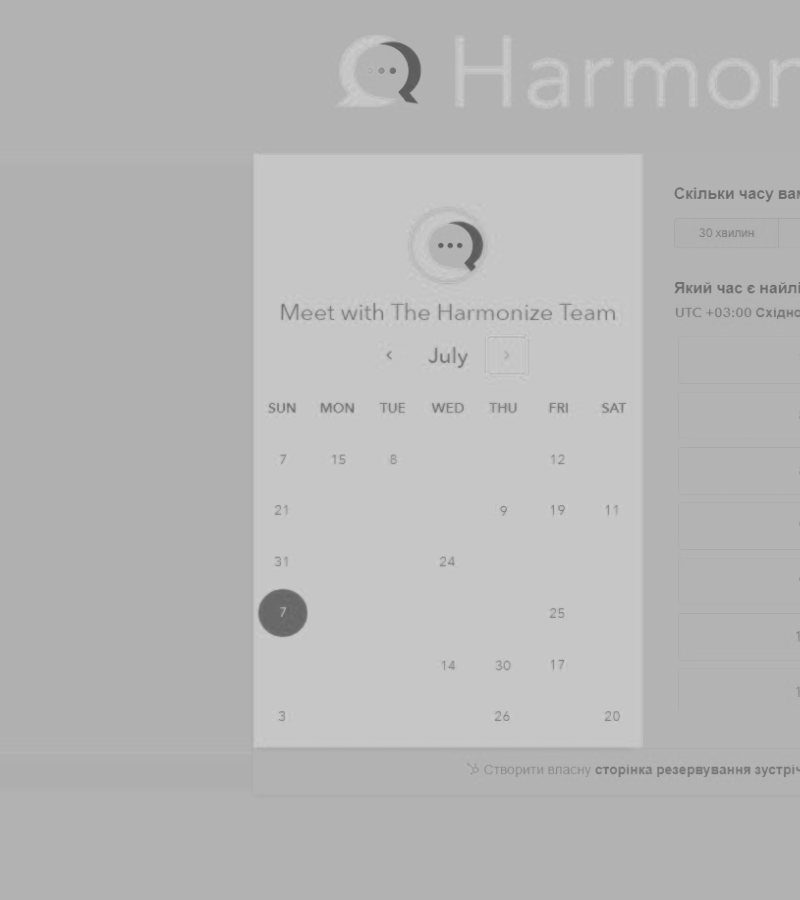 Harmon
Meet with The Harmonize Team
July
SUN MON TUE WED THU FRI SAT
7 15 8 12
21 9 19 11
31 24
7 25
14 30 17
3 26 20
Скільки часу ва
30 хвилин
Який час є найлі
UTC +03:00 Східно
Створити власну сторінка резервування зустріч